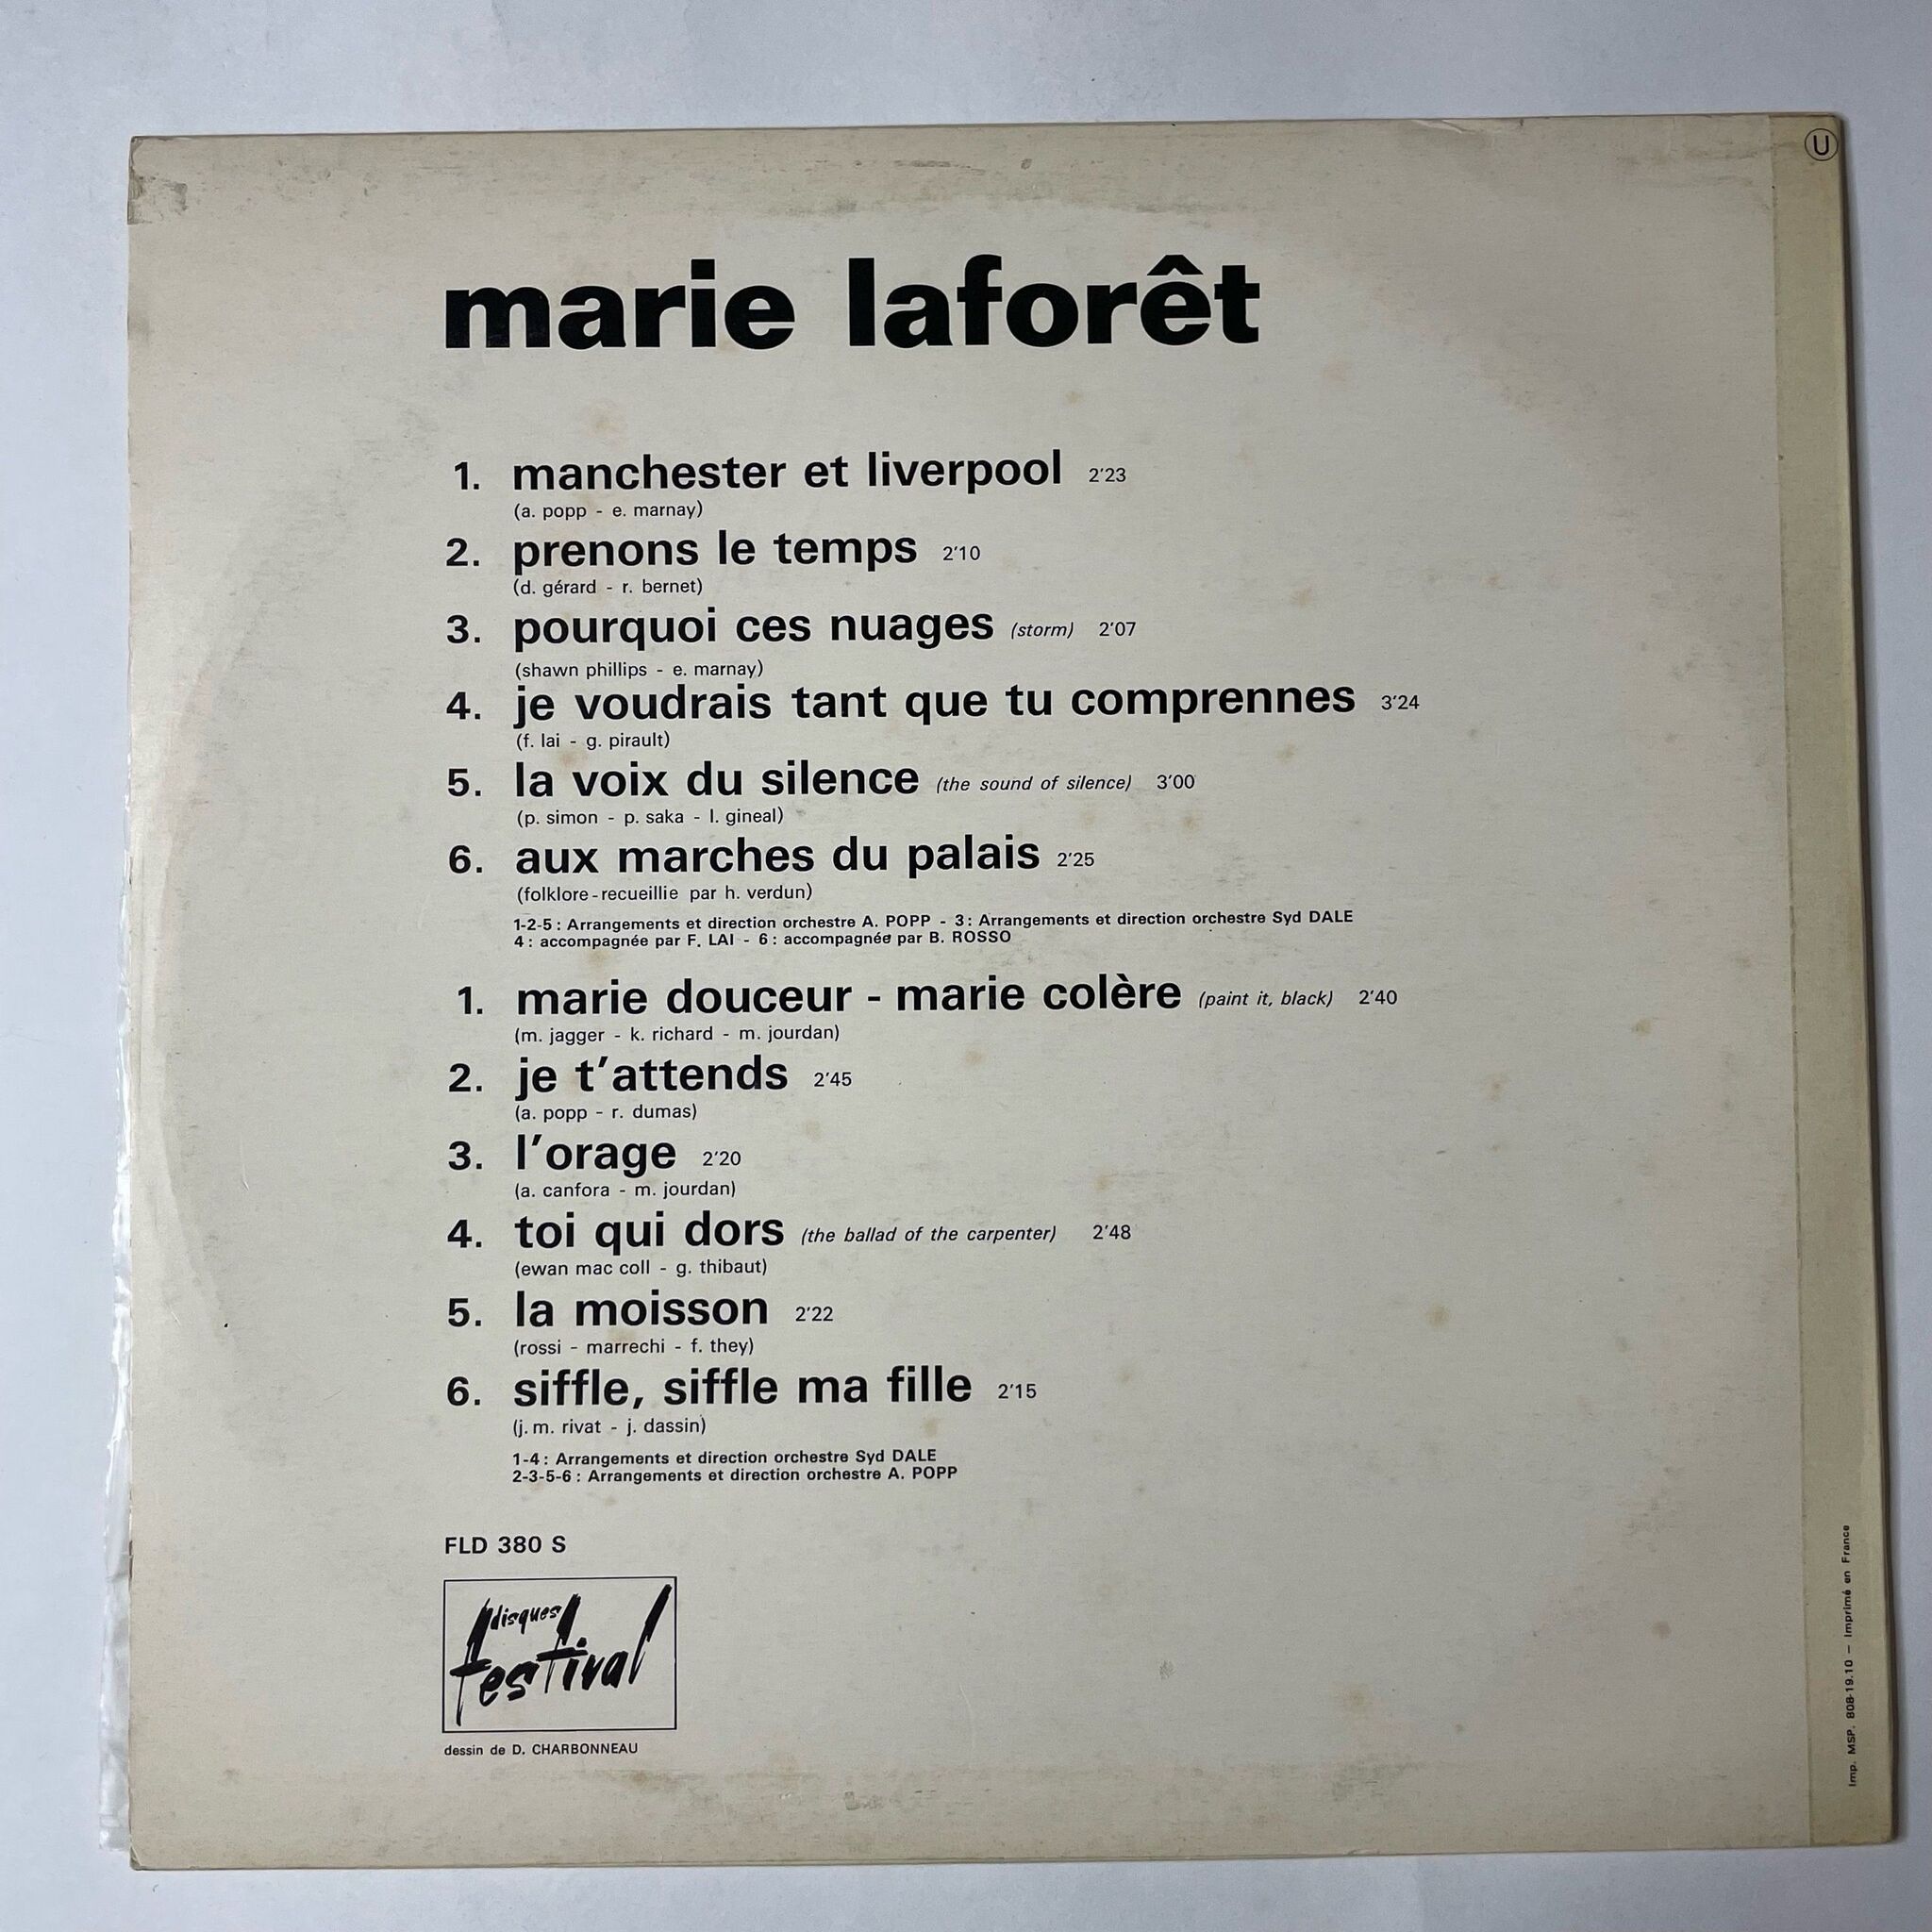 U
marie laforêt
1. manchester et liverpool 2'23
(a. popp - e. marnay)
2. prenons le temps 2'10
(d. gérard - r. bernet)
3. pourquoi ces nuages (storm) 2'07
(shawn phillips - e. marnay)
4. je voudrais tant que tu comprennes 3'24
(f. lai - g. pirault)
5. la voix du silence (the sound of silence) 3'00
(p. simon - p. saka - l. gineal)
6. aux marches du palais 2'25
(folklore - recueillie par h. verdun)
1-2-5 : Arrangements et direction orchestre A. POPP - 3 : Arrangements et direction orchestre Syd DALE
4 : accompagnée par F. LAI - 6 : accompagnée par B. ROSSO
1. marie douceur - marie colère (paint it, black) 2'40
(m. jagger - k. richard - m. jourdan)
2. je t'attends 2'45
(a. popp - r. dumas)
3. l'orage 2'20
(a. canfora - m. jourdan)
4. toi qui dors (the ballad of the carpenter) 2'48
(ewan mac coll - g. thibaut)
5. la moisson 2'22
(rossi - marrechi - f. they)
6. siffle, siffle ma fille 2'15
(j. m. rivat - j. dassin)
1-4 : Arrangements et direction orchestre Syd DALE
2-3-5-6 : Arrangements et direction orchestre A. POPP
FLD 380 S
disques
festival
dessin de D. CHARBONNEAU
Imp. MSP. 808-19.10 — Imprimé en France